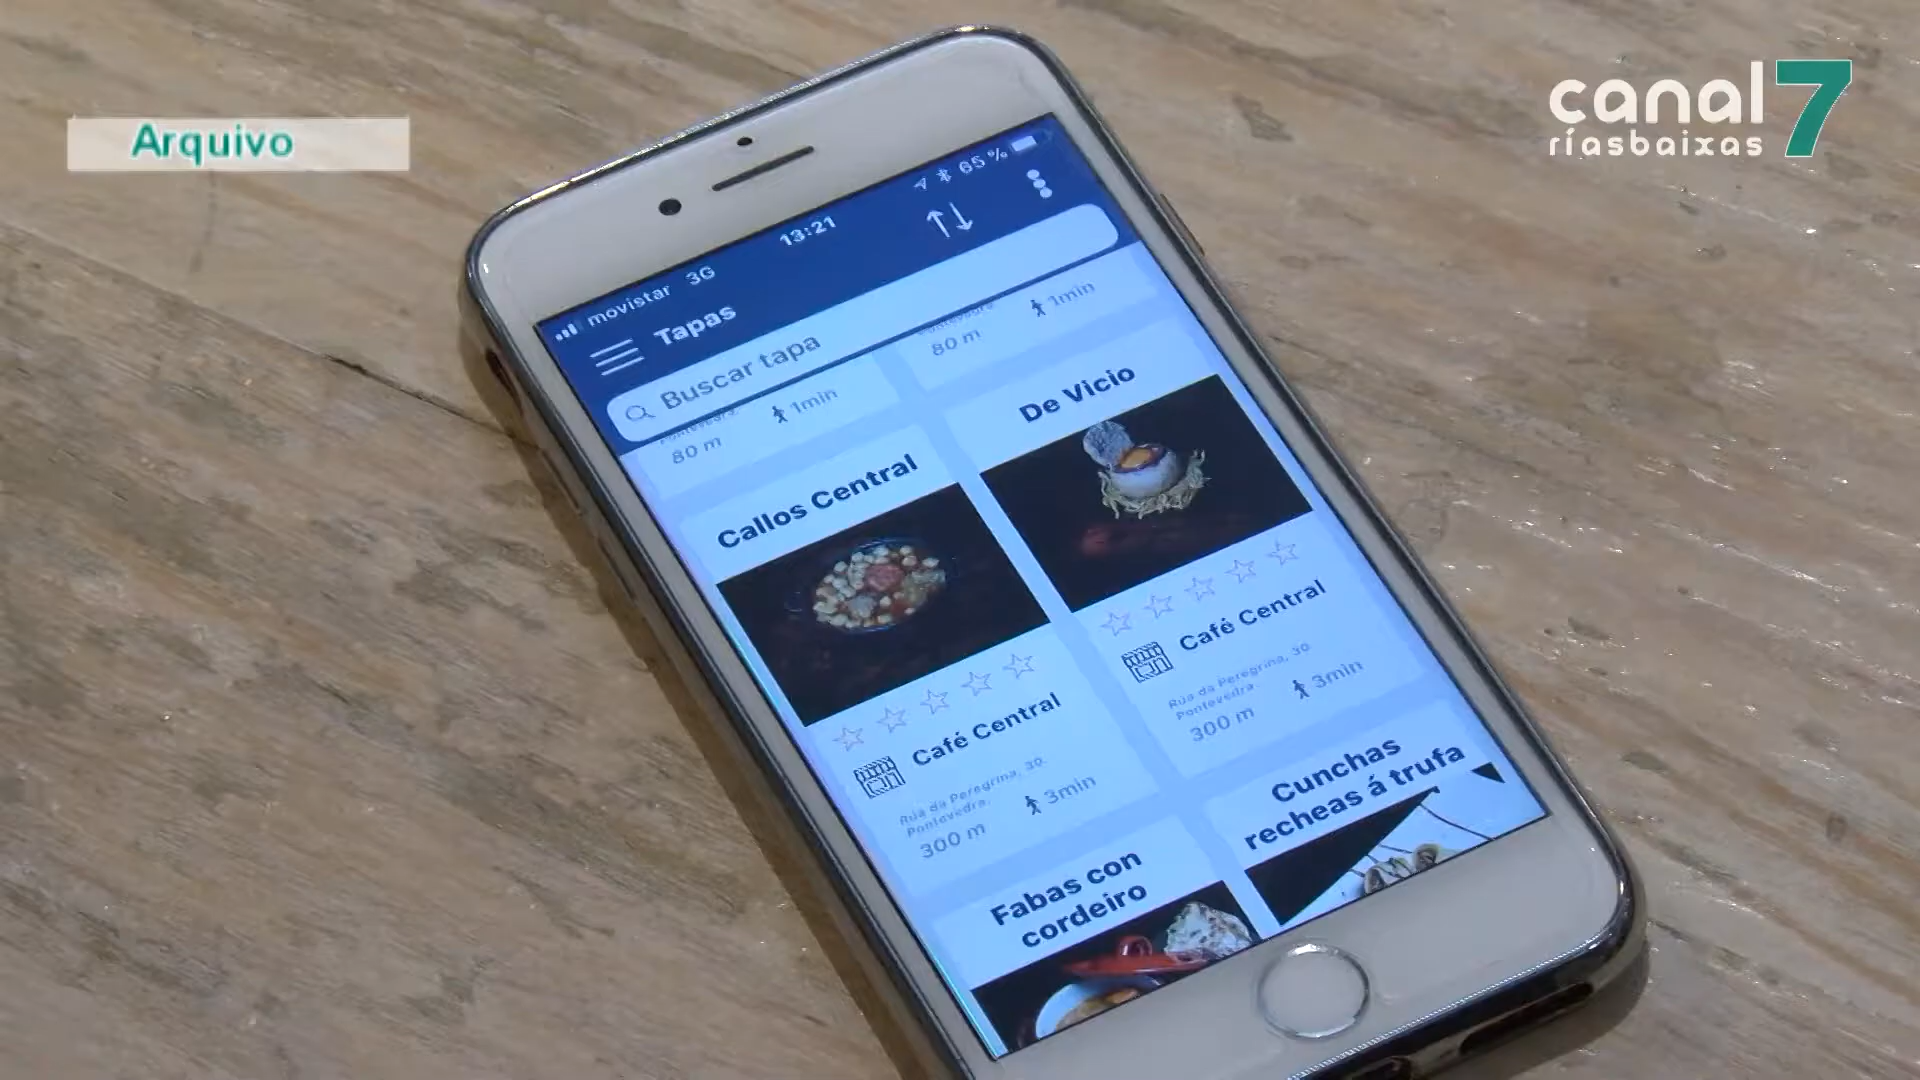 Arquivo
canal 7
ríasbaixas
movistar 3G 13:21 65 %
Tapas
Buscar tapa
80 m 1min
80 m 1min
Callos Central
Café Central
Rúa da Peregrina, 30.
Pontevedra.
300 m 3min
De Vicio
Café Central
Rúa da Peregrina, 30.
Pontevedra.
300 m 3min
Fabas con
cordeiro
Cunchas
recheas á trufa